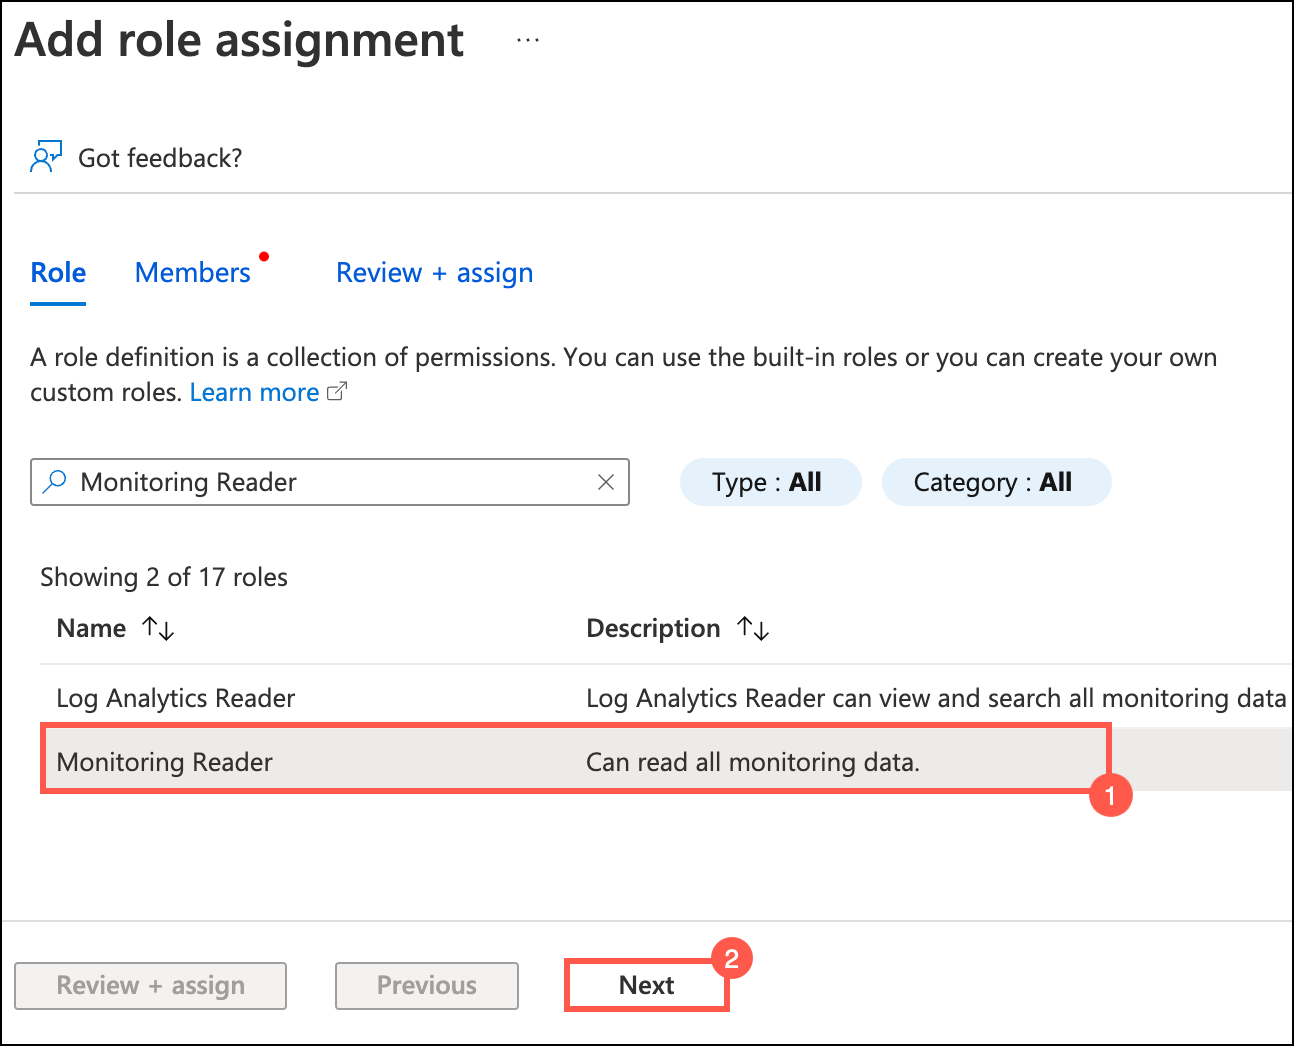 Add role assignment ...
Got feedback?
Role Members Review + assign
A role definition is a collection of permissions. You can use the built-in roles or you can create your own
custom roles. Learn more
Monitoring Reader Type : All Category : All
Showing 2 of 17 roles
Name Description
Log Analytics Reader Log Analytics Reader can view and search all monitoring data
Monitoring Reader Can read all monitoring data.
1
2
Review + assign Previous Next